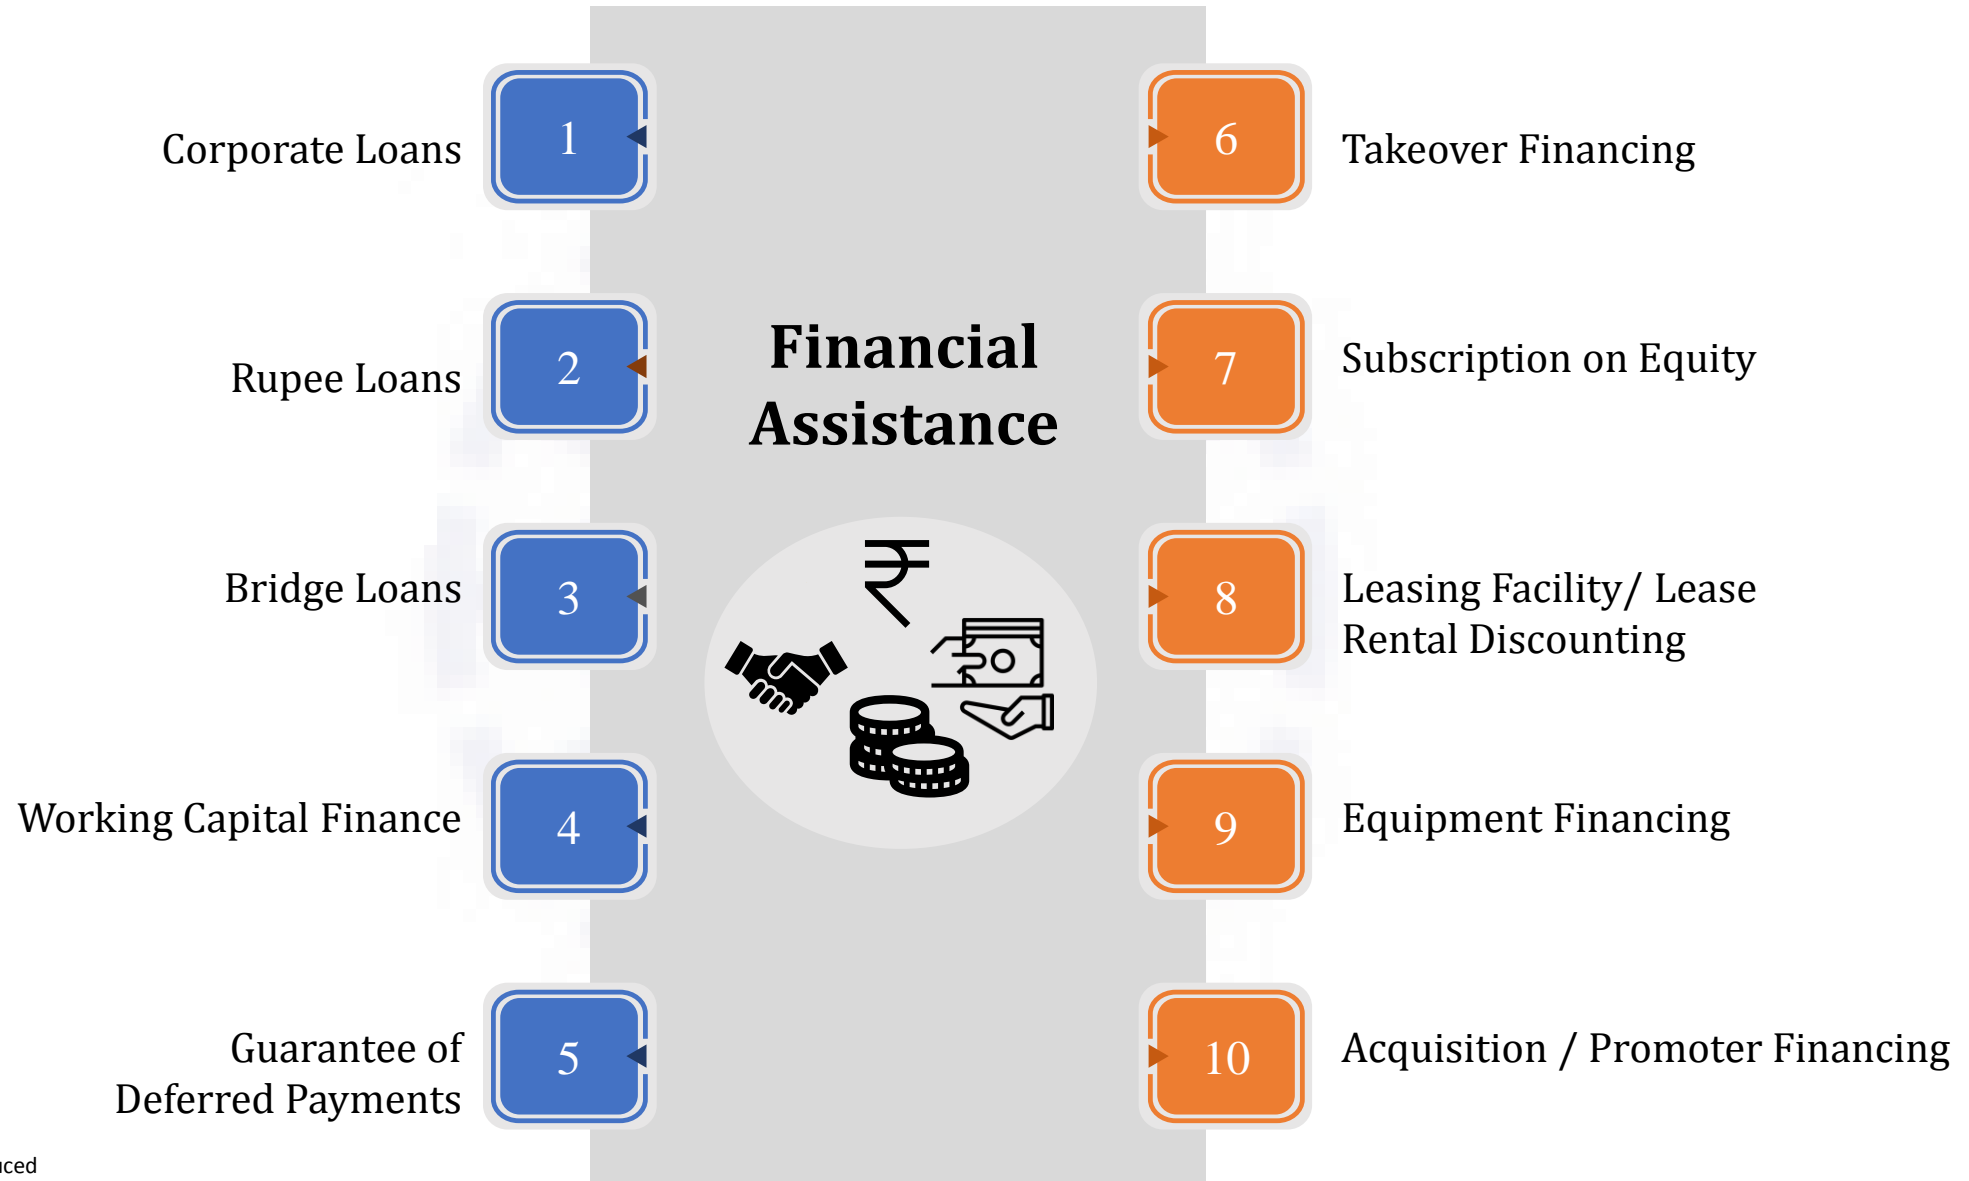 Financial
Assistance
1
Corporate Loans
2
Rupee Loans
3
Bridge Loans
4
Working Capital Finance
5
Guarantee of
Deferred Payments
6
Takeover Financing
7
Subscription on Equity
8
Leasing Facility/ Lease
Rental Discounting
9
Equipment Financing
10
Acquisition / Promoter Financing